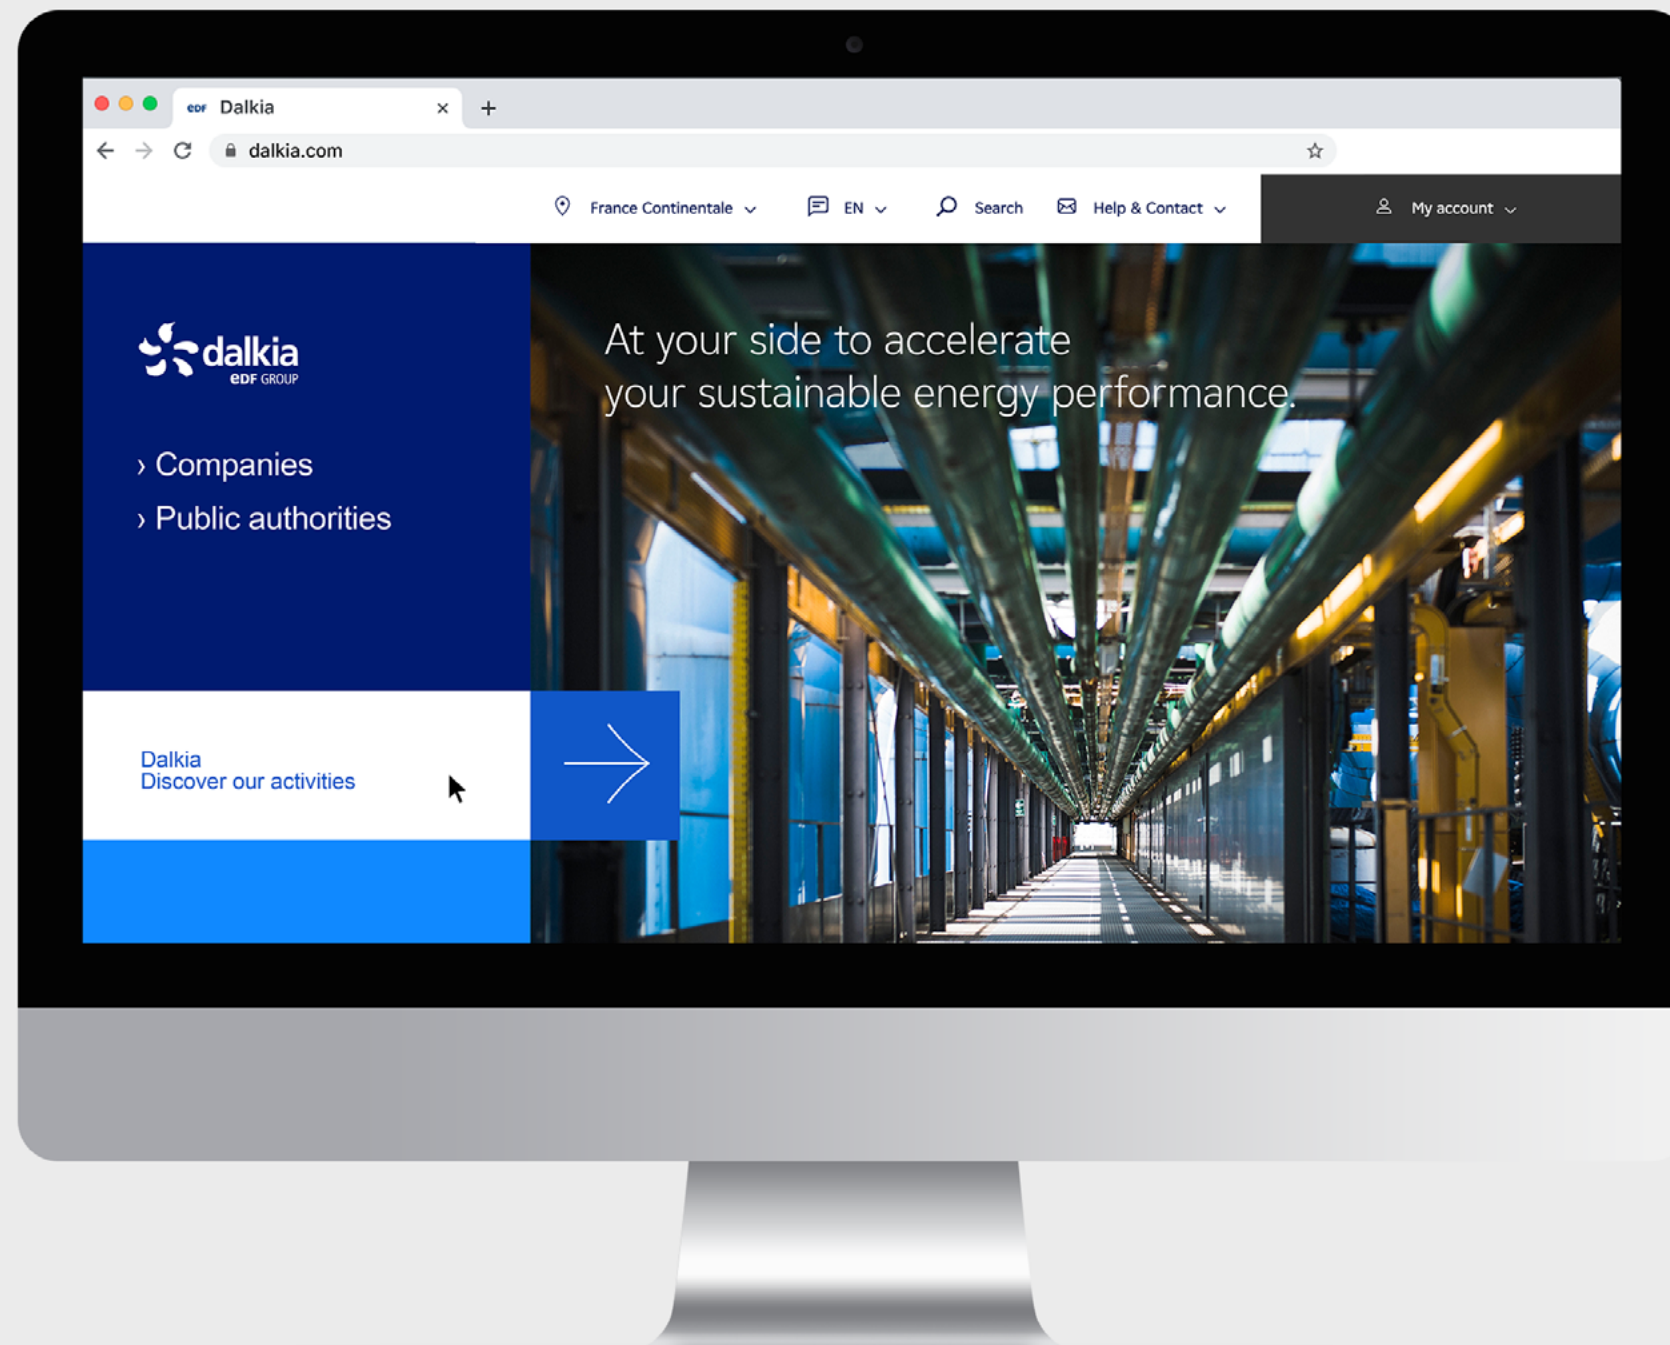 eDF Dalkia
dalkia.com
France Continentale
EN
Search
Help & Contact
My account
dalkia
eDF GROUP
At your side to accelerate
your sustainable energy performance.
› Companies
› Public authorities
Dalkia
Discover our activities